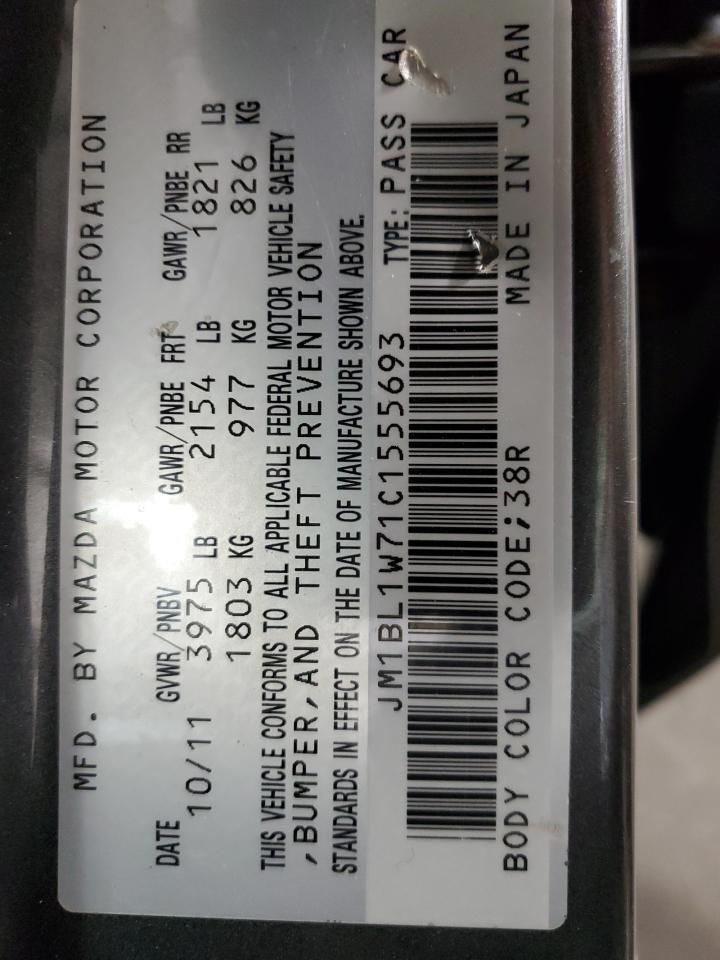 MFD. BY MAZDA MOTOR CORPORATION
DATE GVWR/PNBV GAWR/PNBE FRT GAWR/PNBE RR
10/11 3975 LB 2154 LB 1821 LB
1803 KG 977 KG 826 KG
THIS VEHICLE CONFORMS TO ALL APPLICABLE FEDERAL MOTOR VEHICLE SAFETY
,BUMPER,AND THEFT PREVENTION
STANDARDS IN EFFECT ON THE DATE OF MANUFACTURE SHOWN ABOVE.
JM1BL1W71C1555693 TYPE: PASS CAR
BODY COLOR CODE;38R MADE IN JAPAN